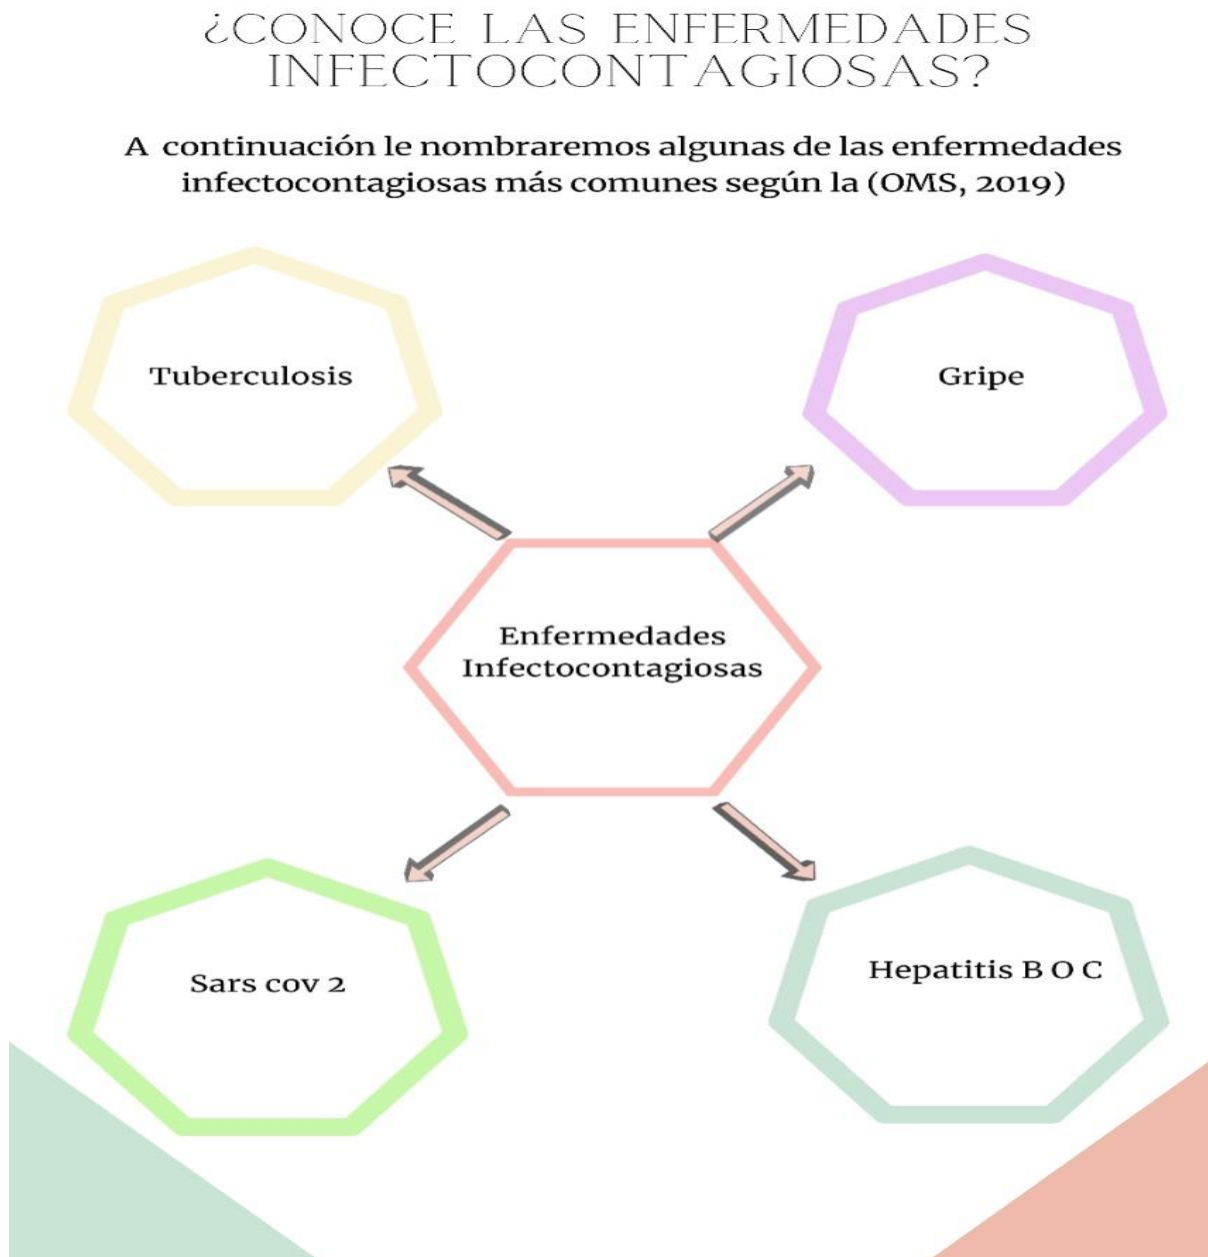 ¿CONOCE LAS ENFERMEDADES
INFECTOCONTAGIOSAS?
A continuación le nombraremos algunas de las enfermedades
infectocontagiosas más comunes según la (OMS, 2019)
Tuberculosis
Gripe
Enfermedades
Infectocontagiosas
Sars cov 2
Hepatitis B O C